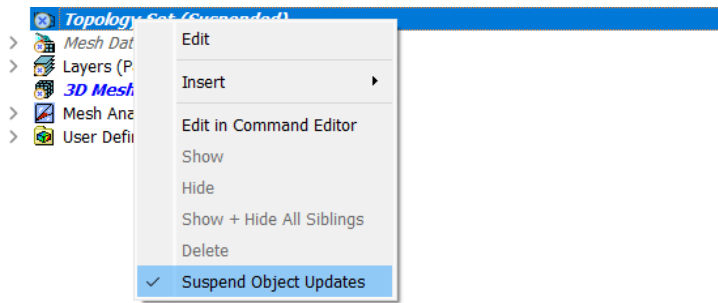 Topology Set (Suspended)
Mesh Dat
Layers (P
3D Mesh
Mesh Ana
User Defi
Edit
Insert
Edit in Command Editor
Show
Hide
Show + Hide All Siblings
Delete
Suspend Object Updates